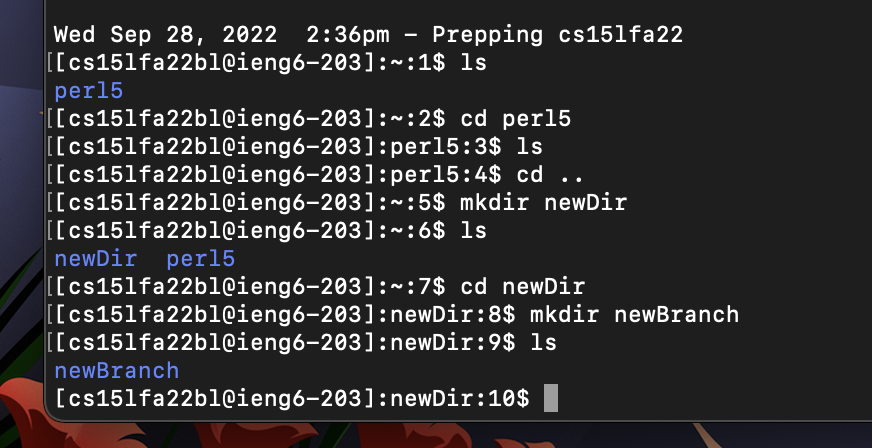 Wed Sep 28, 2022  2:36pm - Prepping cs15lfa22
[[cs15lfa22bl@ieng6-203]:~:1$ ls
perl5
[[cs15lfa22bl@ieng6-203]:~:2$ cd perl5
[[cs15lfa22bl@ieng6-203]:perl5:3$ ls
[[cs15lfa22bl@ieng6-203]:perl5:4$ cd ..
[[cs15lfa22bl@ieng6-203]:~:5$ mkdir newDir
[[cs15lfa22bl@ieng6-203]:~:6$ ls
newDir  perl5
[[cs15lfa22bl@ieng6-203]:~:7$ cd newDir
[[cs15lfa22bl@ieng6-203]:newDir:8$ mkdir newBranch
[[cs15lfa22bl@ieng6-203]:newDir:9$ ls
newBranch
[cs15lfa22bl@ieng6-203]:newDir:10$